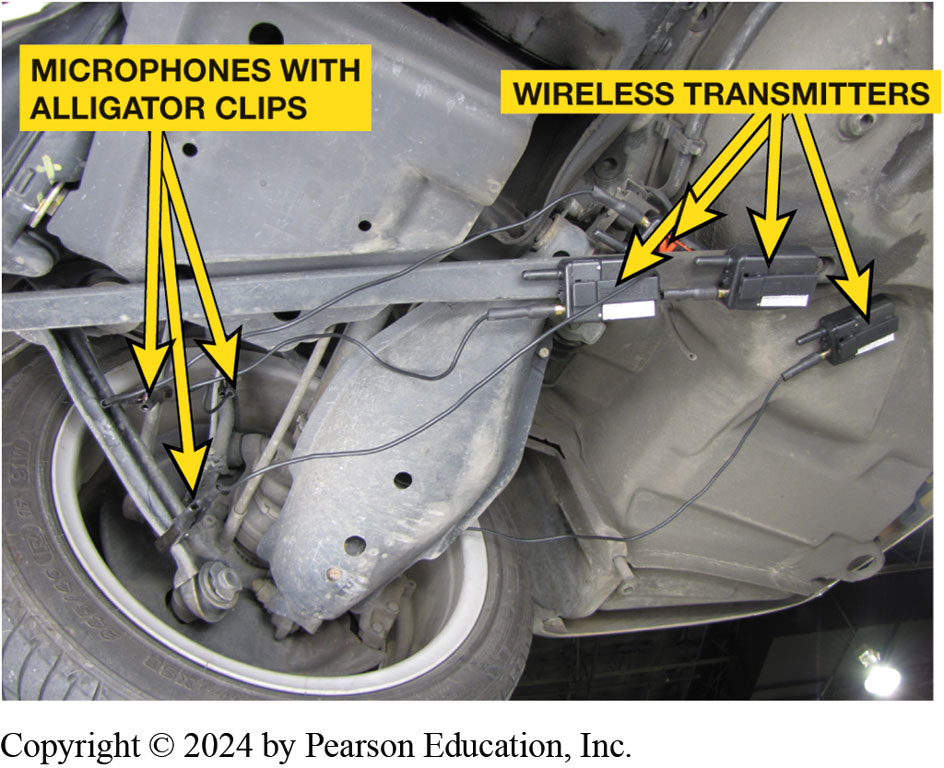 MICROPHONES WITH
ALLIGATOR CLIPS
WIRELESS TRANSMITTERS
Copyright © 2024 by Pearson Education, Inc.